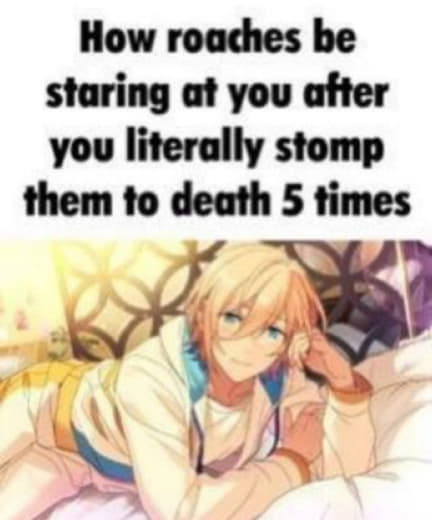 How roaches be
staring at you after
you literally stomp
them to death 5 times